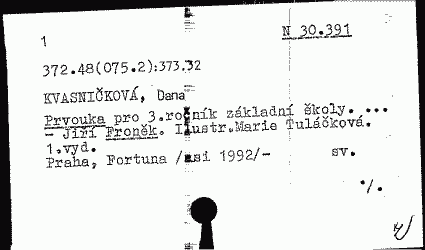 N 30.391
1
372.48(075.2):373.32
KVASNIČKOVÁ, Dana
Prvouka pro 3.ročník základní školy. ...
- Jiří Froněk. Ilustr.Marie Tuláčková.
1.vyd.
Praha, Fortuna /asi 1992/- sv.
./.